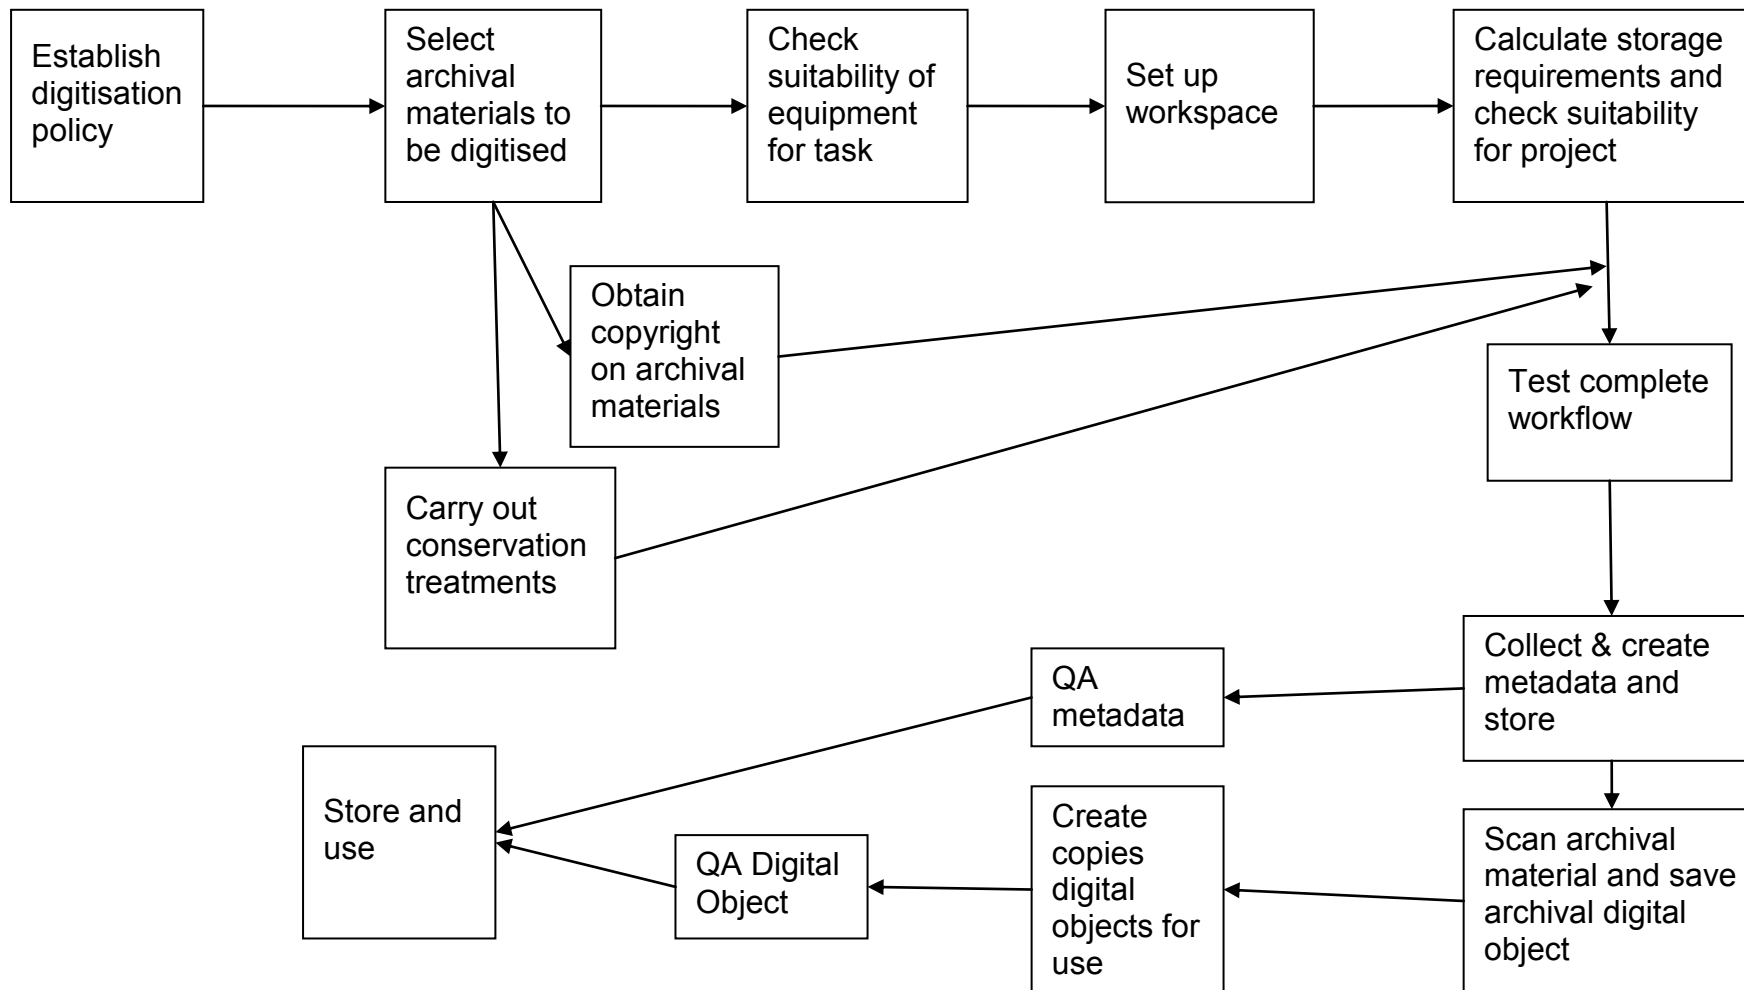 Establish
digitisation
policy
Select
archival
materials to
be digitised
Check
suitability of
equipment
for task
Set up
workspace
Calculate storage
requirements and
check suitability
for project
Obtain
copyright
on archival
materials
Test complete
workflow
Carry out
conservation
treatments
Collect & create
metadata and
store
QA
metadata
Scan archival
material and save
archival digital
object
Create
copies
digital
objects for
use
QA Digital
Object
Store and
use